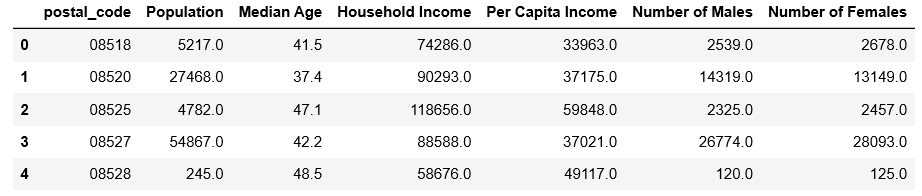 postal_code Population Median Age Household Income Per Capita Income Number of Males Number of Females
0 08518 5217.0 41.5 74286.0 33963.0 2539.0 2678.0
1 08520 27468.0 37.4 90293.0 37175.0 14319.0 13149.0
2 08525 4782.0 47.1 118656.0 59848.0 2325.0 2457.0
3 08527 54867.0 42.2 88588.0 37021.0 26774.0 28093.0
4 08528 245.0 48.5 58676.0 49117.0 120.0 125.0